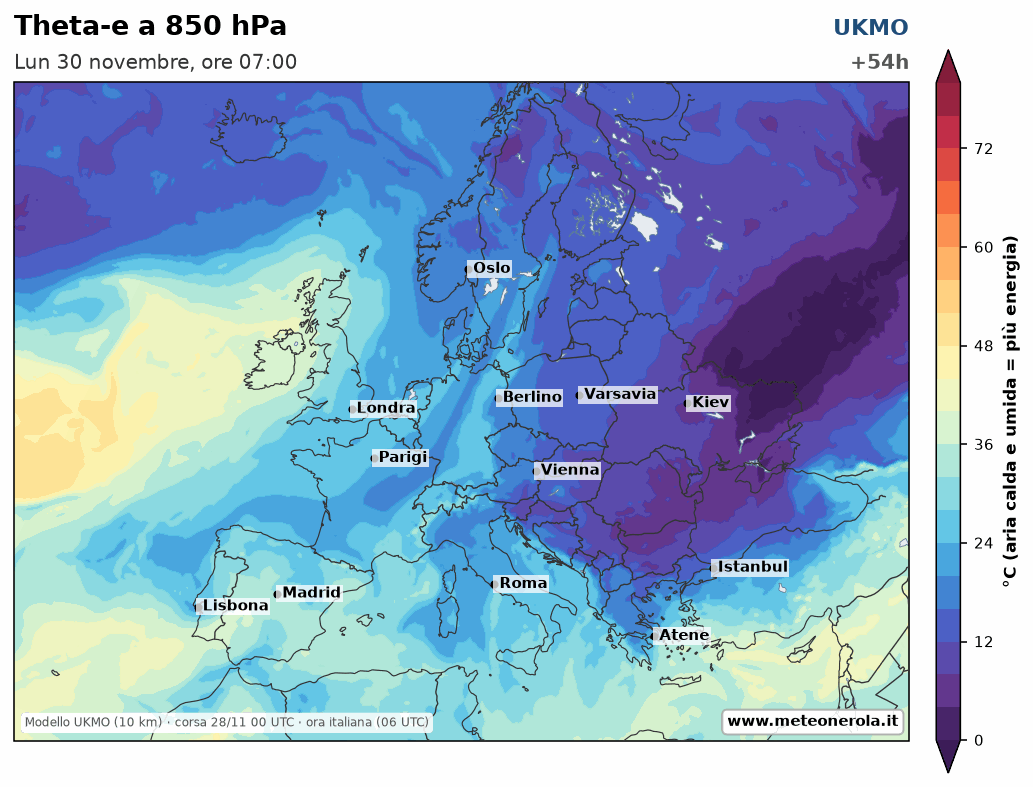 Theta-e a 850 hPa
UKMO
Lun 30 novembre, ore 07:00
+54h
Oslo
Londra
Berlino
Varsavia
Kiev
Parigi
Vienna
Istanbul
Roma
Madrid
Lisbona
Atene
Modello UKMO (10 km) · corsa 28/11 00 UTC · ora italiana (06 UTC)
www.meteonerola.it
72
60
48
36
24
12
0
°C (aria calda e umida = più energia)